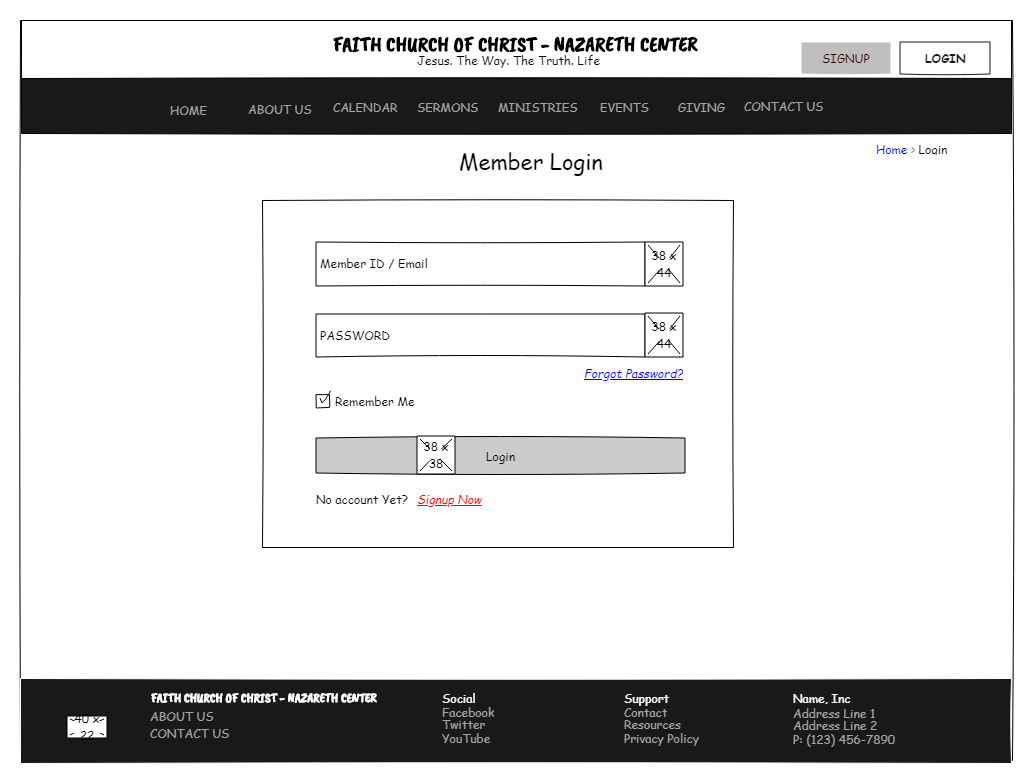 FAITH CHURCH OF CHRIST - NAZARETH CENTER
Jesus. The Way. The Truth. Life
SIGNUP
LOGIN
HOME
ABOUT US
CALENDAR
SERMONS
MINISTRIES
EVENTS
GIVING
CONTACT US
Home > Login
Member Login
Member ID / Email
38 x
44
PASSWORD
38 x
44
Forgot Password?
Remember Me
38 x
38
Login
No account Yet? Signup Now
40 x
22
FAITH CHURCH OF CHRIST - NAZARETH CENTER
ABOUT US
CONTACT US
Social
Facebook
Twitter
YouTube
Support
Contact
Resources
Privacy Policy
Name, Inc
Address Line 1
Address Line 2
P: (123) 456-7890